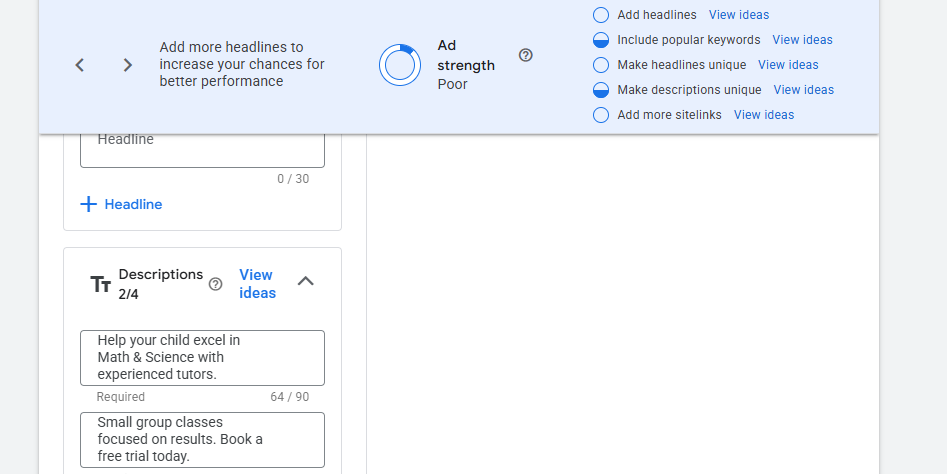 Add more headlines to
increase your chances for
better performance
Ad
strength
Poor
Add headlines View ideas
Include popular keywords View ideas
Make headlines unique View ideas
Make descriptions unique View ideas
Add more sitelinks View ideas
Headline
0 / 30
+ Headline
Tт Descriptions
2/4
View
ideas
Help your child excel in
Math & Science with
experienced tutors.
Required 64 / 90
Small group classes
focused on results. Book a
free trial today.